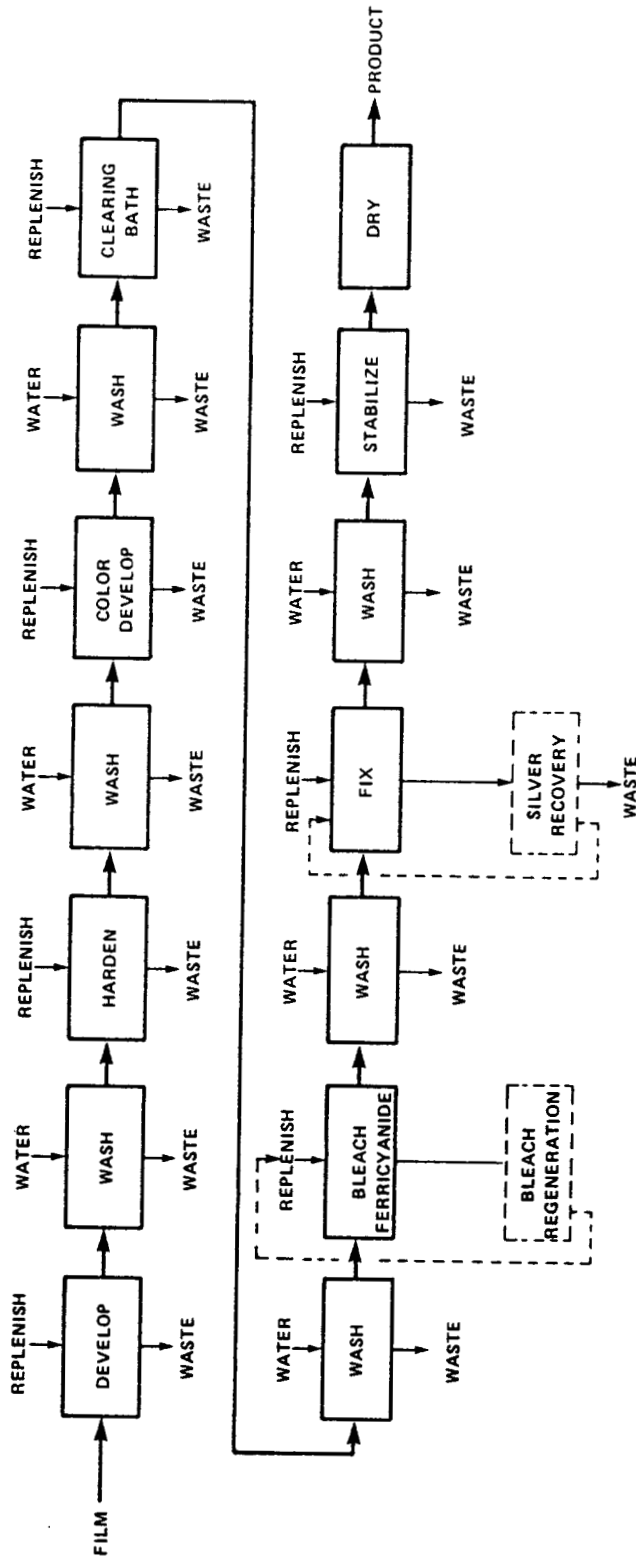 FILM
REPLENISH
DEVELOP
WASTE
WATER
WASH
WASTE
REPLENISH
HARDEN
WASTE
WATER
WASH
WASTE
REPLENISH
COLOR
DEVELOP
WASTE
WATER
WASH
WASTE
REPLENISH
CLEARING
BATH
WASTE
WATER
WASH
WASTE
REPLENISH
BLEACH
FERRICYANIDE
BLEACH
REGENERATION
WATER
WASH
WASTE
REPLENISH
FIX
SILVER
RECOVERY
WASTE
WATER
WASH
WASTE
REPLENISH
STABILIZE
WASTE
DRY
PRODUCT